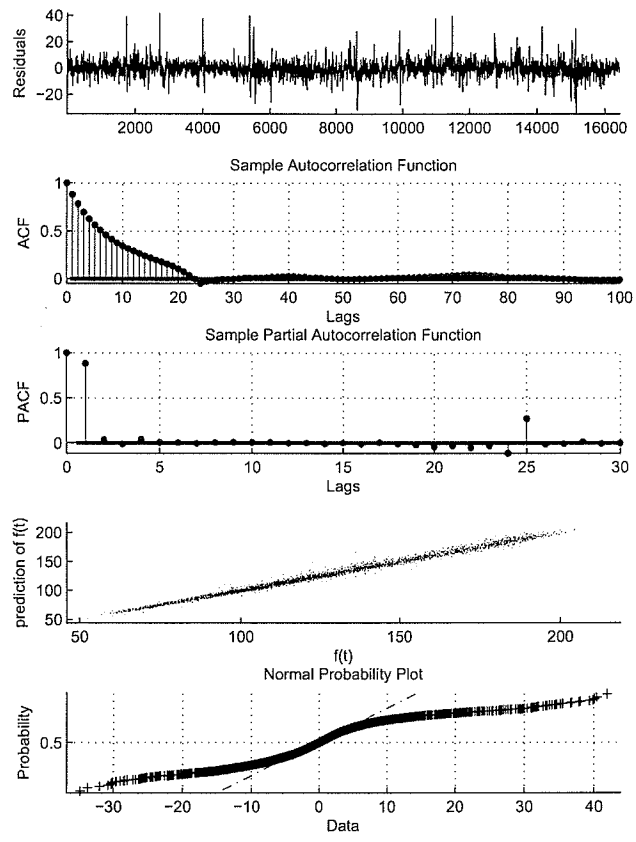 40
20
0
−20
Residuals
2000 4000 6000 8000 10000 12000 14000 16000
Sample Autocorrelation Function
1
0.5
0
ACF
0 10 20 30 40 50 60 70 80 90 100
Lags
Sample Partial Autocorrelation Function
1
0.5
0
PACF
0 5 10 15 20 25 30
Lags
200
150
100
50
prediction of f(t)
50 100 150 200
f(t)
Normal Probability Plot
0.5
Probability
−30 −20 −10 0 10 20 30 40
Data